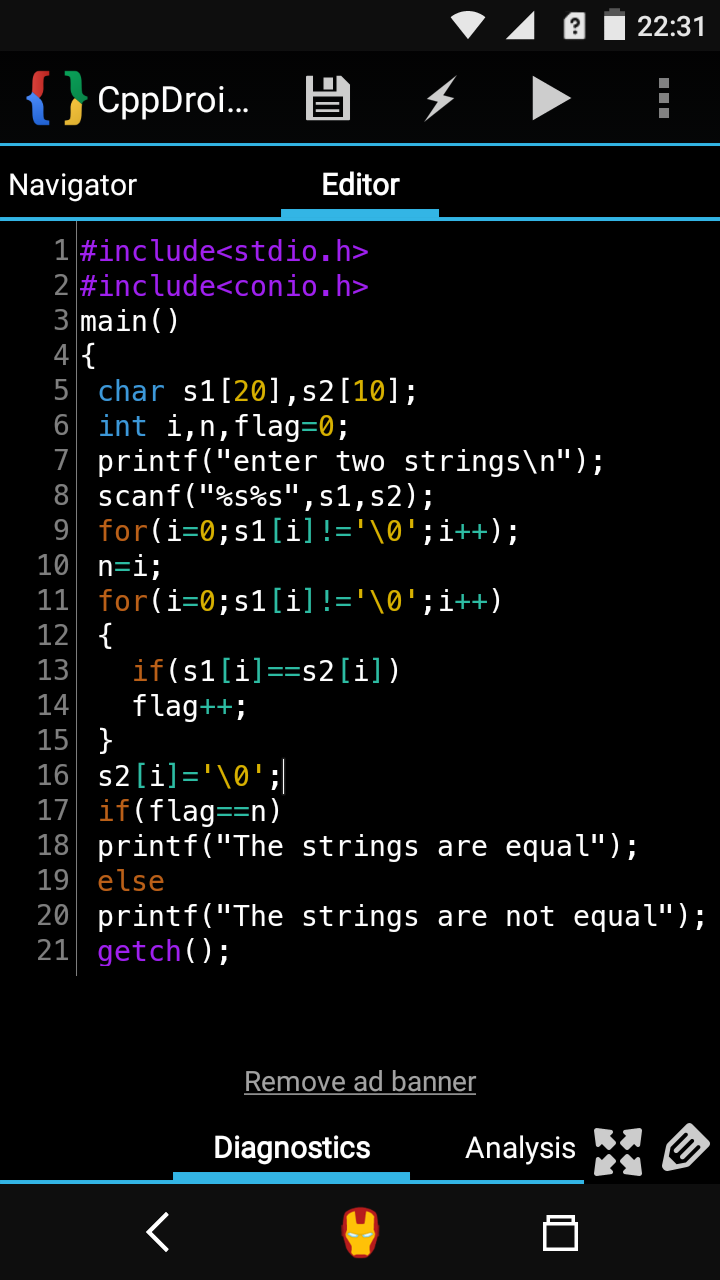 22:31
CppDroi...
Navigator Editor
1 #include<stdio.h>
2 #include<conio.h>
3 main()
4 {
5 char s1[20],s2[10];
6 int i,n,flag=0;
7 printf("enter two strings\n");
8 scanf("%s%s",s1,s2);
9 for(i=0;s1[i]!='\0';i++);
10 n=i;
11 for(i=0;s1[i]!='\0';i++)
12 {
13 if(s1[i]==s2[i])
14 flag++;
15 }
16 s2[i]='\0';
17 if(flag==n)
18 printf("The strings are equal");
19 else
20 printf("The strings are not equal");
21 getch();
Remove ad banner
Diagnostics Analysis